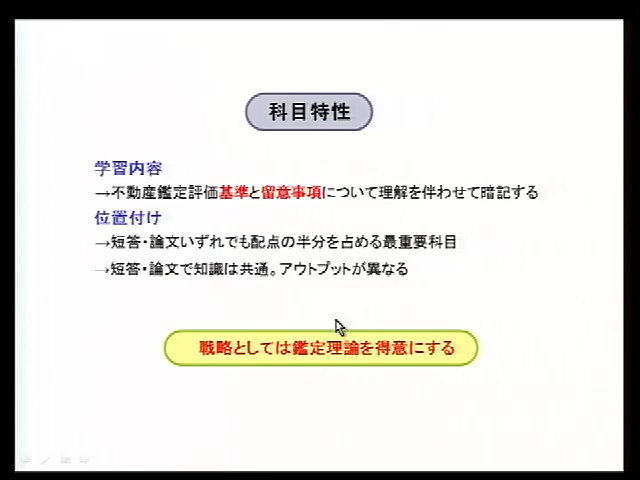 科目特性
学習内容
→不動産鑑定評価基準と留意事項について理解を伴わせて暗記する
位置付け
→短答・論文いずれでも配点の半分を占める最重要科目
→短答・論文で知識は共通。アウトプットが異なる
戦略としては鑑定理論を得意にする